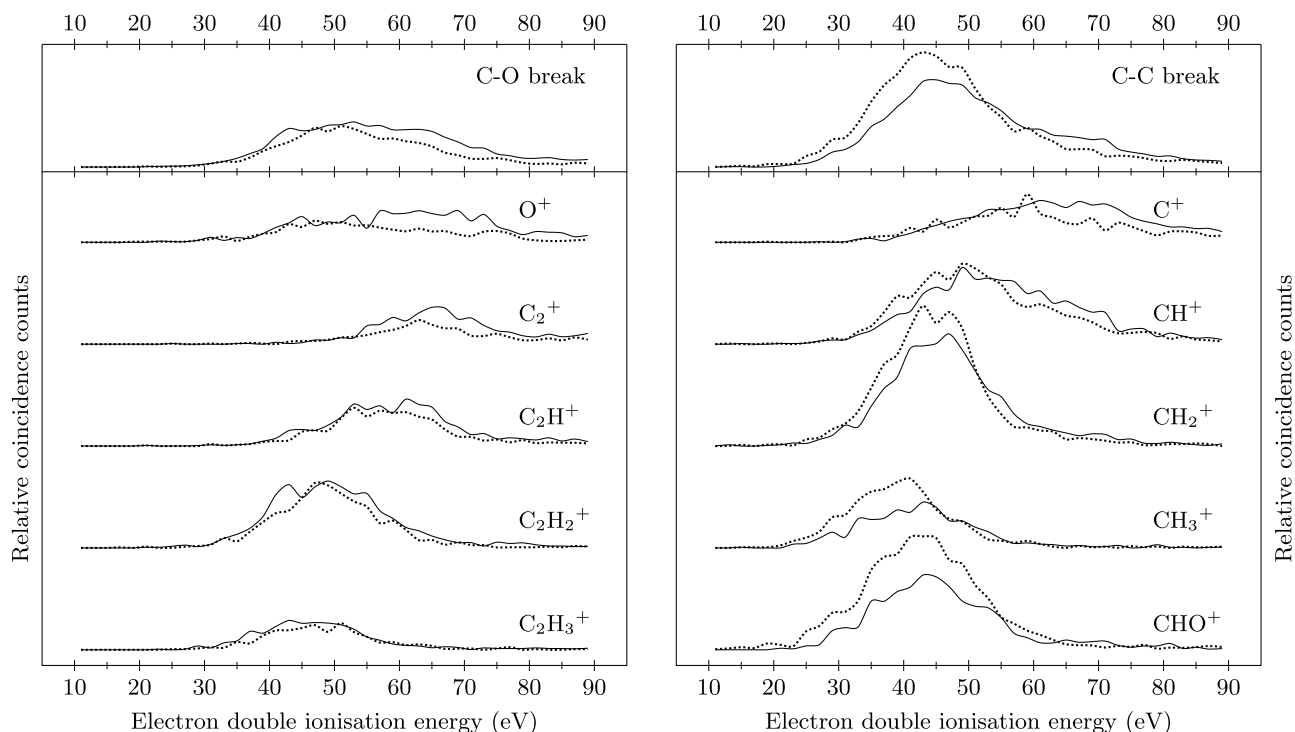 10 20 30 40 50 60 70 80 90
C-O break
O+
C2+
C2H+
C2H2+
C2H3+
10 20 30 40 50 60 70 80 90
Electron double ionisation energy (eV)
Relative coincidence counts
10 20 30 40 50 60 70 80 90
C-C break
C+
CH+
CH2+
CH3+
CHO+
10 20 30 40 50 60 70 80 90
Electron double ionisation energy (eV)
Relative coincidence counts